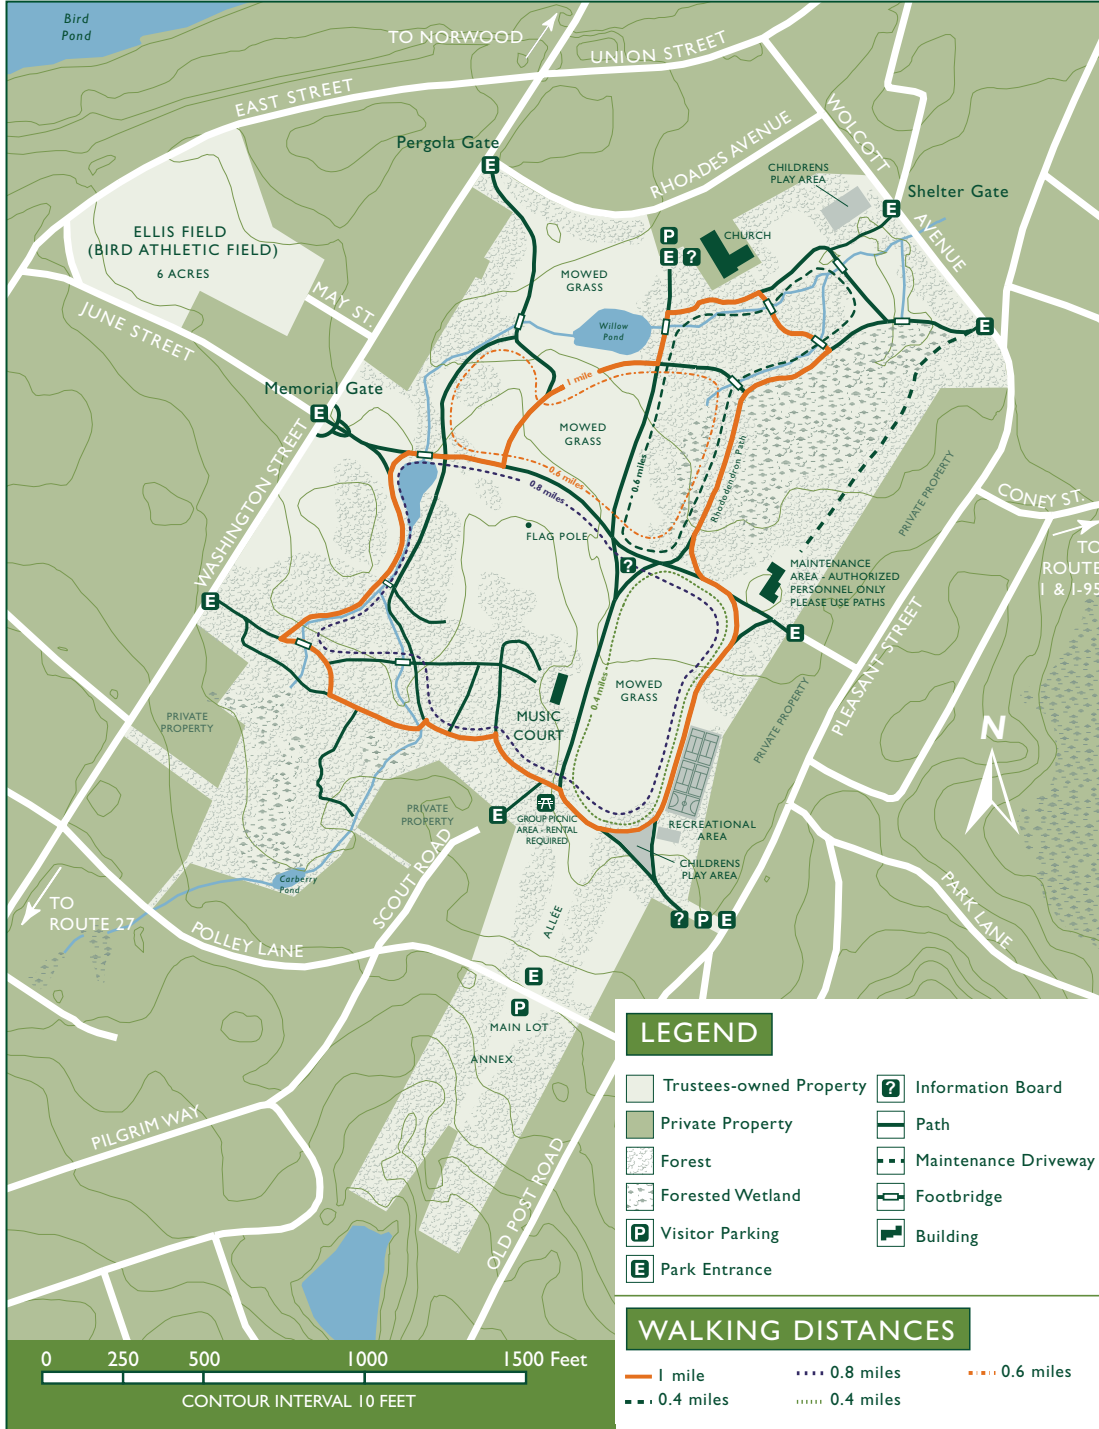 Bird
Pond
TO NORWOOD
UNION STREET
EAST STREET
WOLCOTT
AVENUE
Pergola Gate
RHOADES AVENUE
CHILDRENS
PLAY AREA
Shelter Gate
E
E
P
E ?
CHURCH
ELLIS FIELD
(BIRD ATHLETIC FIELD)
6 ACRES
MOWED
GRASS
MAY ST.
JUNE STREET
Willow
Pond
E
1 mile
Memorial Gate
E
MOWED
GRASS
WASHINGTON STREET
0.6 miles
0.8 miles
0.6 miles
Rhododendron Path
PRIVATE PROPERTY
CONEY ST.
TO
ROUTE
1 & I-95
FLAG POLE
?
MAINTENANCE
AREA - AUTHORIZED
PERSONNEL ONLY
PLEASE USE PATHS
E
E
PLEASANT STREET
0.4 miles
MOWED
GRASS
MUSIC
COURT
PRIVATE
PROPERTY
PRIVATE PROPERTY
N
PRIVATE
PROPERTY
E
GROUP PICNIC
AREA - RENTAL
REQUIRED
RECREATIONAL
AREA
CHILDRENS
PLAY AREA
SCOUT ROAD
Carberry
Pond
TO
ROUTE 27
POLLEY LANE
ALLÉE
? P E
PARK LANE
E
P
MAIN LOT
ANNEX
PILGRIM WAY
OLD POST ROAD
LEGEND
Trustees-owned Property
Private Property
Forest
Forested Wetland
P Visitor Parking
E Park Entrance
? Information Board
Path
Maintenance Driveway
Footbridge
Building
WALKING DISTANCES
1 mile
0.8 miles
0.6 miles
0.4 miles
0.4 miles
0 250 500 1000 1500 Feet
CONTOUR INTERVAL 10 FEET